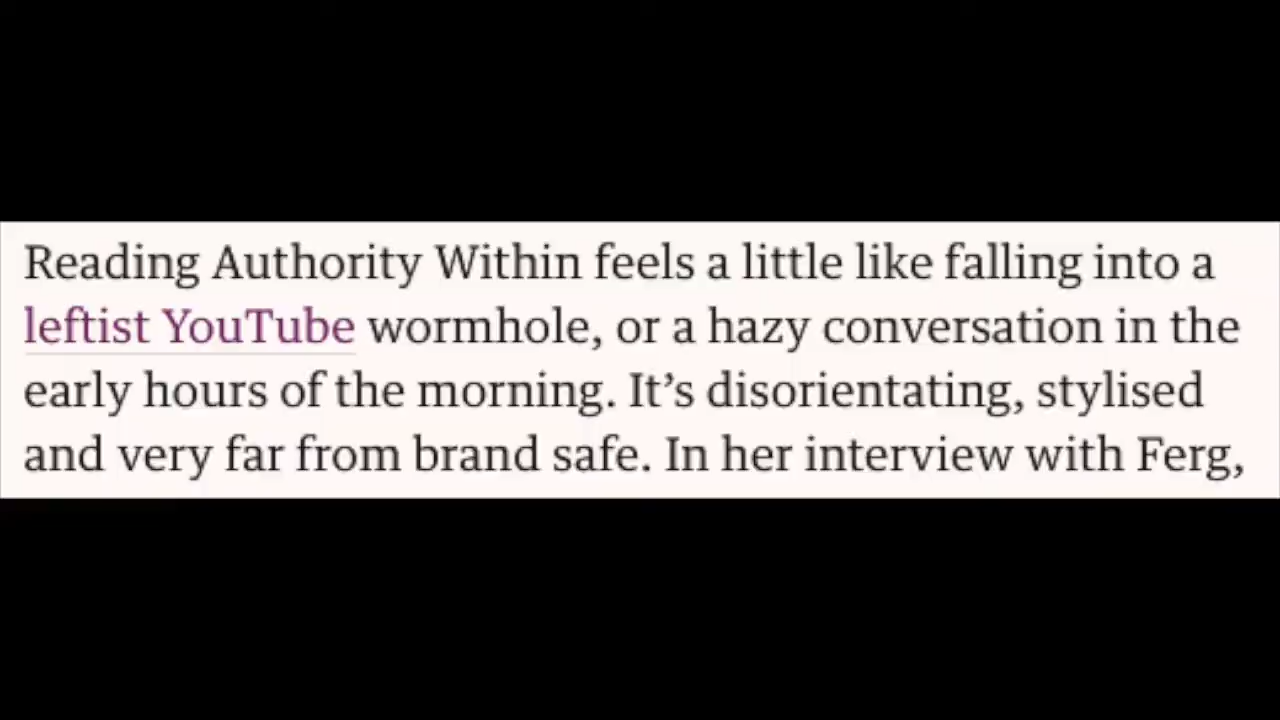 Reading Authority Within feels a little like falling into a
leftist YouTube wormhole, or a hazy conversation in the
early hours of the morning. It’s disorientating, stylised
and very far from brand safe. In her interview with Ferg,